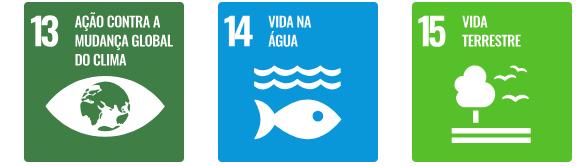 13 AÇÃO CONTRA A
MUDANÇA GLOBAL
DO CLIMA
14 VIDA NA
ÁGUA
15 VIDA
TERRESTRE